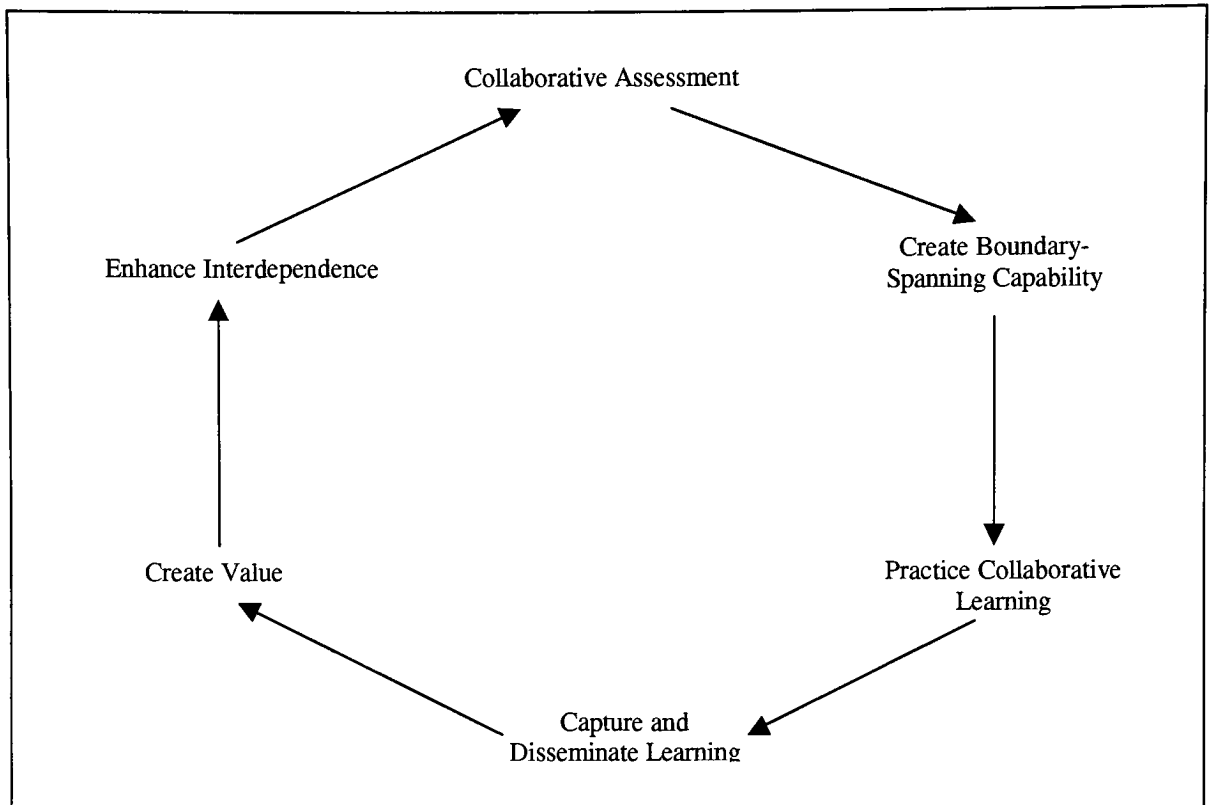 Collaborative Assessment
Create Boundary-
Spanning Capability
Enhance Interdependence
Create Value
Practice Collaborative
Learning
Capture and
Disseminate Learning